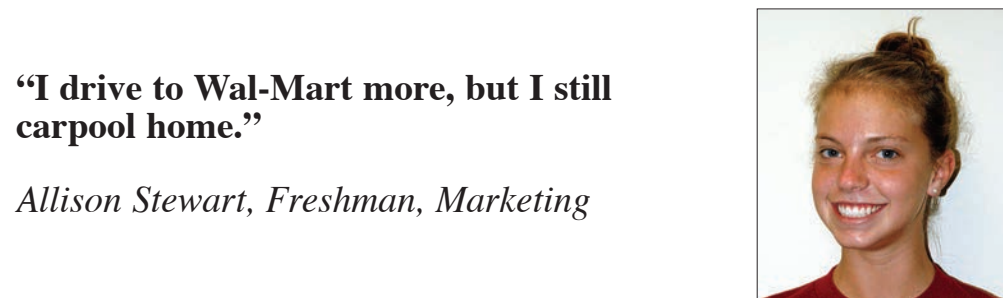 “I drive to Wal-Mart more, but I still
carpool home.”
Allison Stewart, Freshman, Marketing